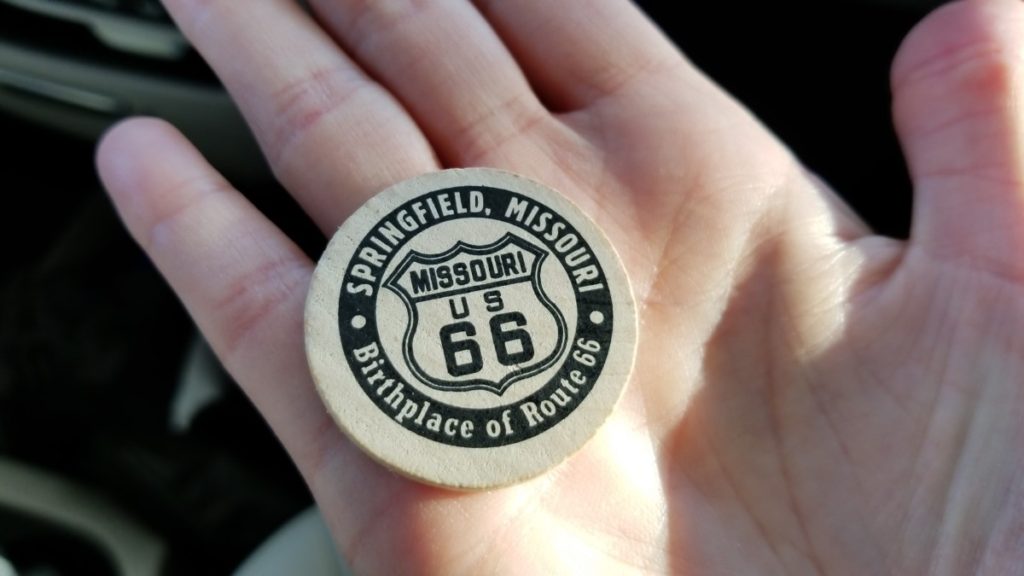 SPRINGFIELD, MISSOURI
MISSOURI
US
66
Birthplace of Route 66